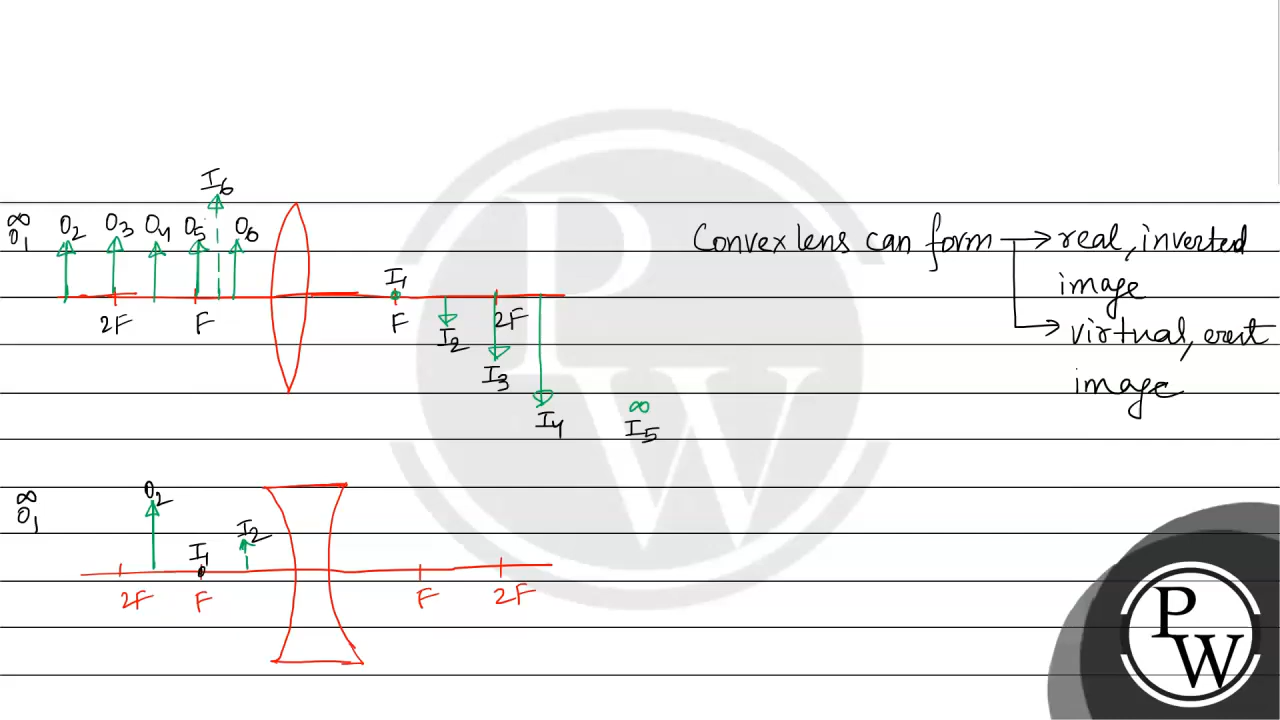 I₆
∞ O₂ O₃ O₄ O₅ O₆
O₁
Convex lens can form → real, inverted
image
→ virtual, erect
image
I₁
2F F F I₂ 2F
I₃
I₄
∞
I₅
∞ O₂
O₁ I₁ I₂
2F F F 2F
P
W
P
W